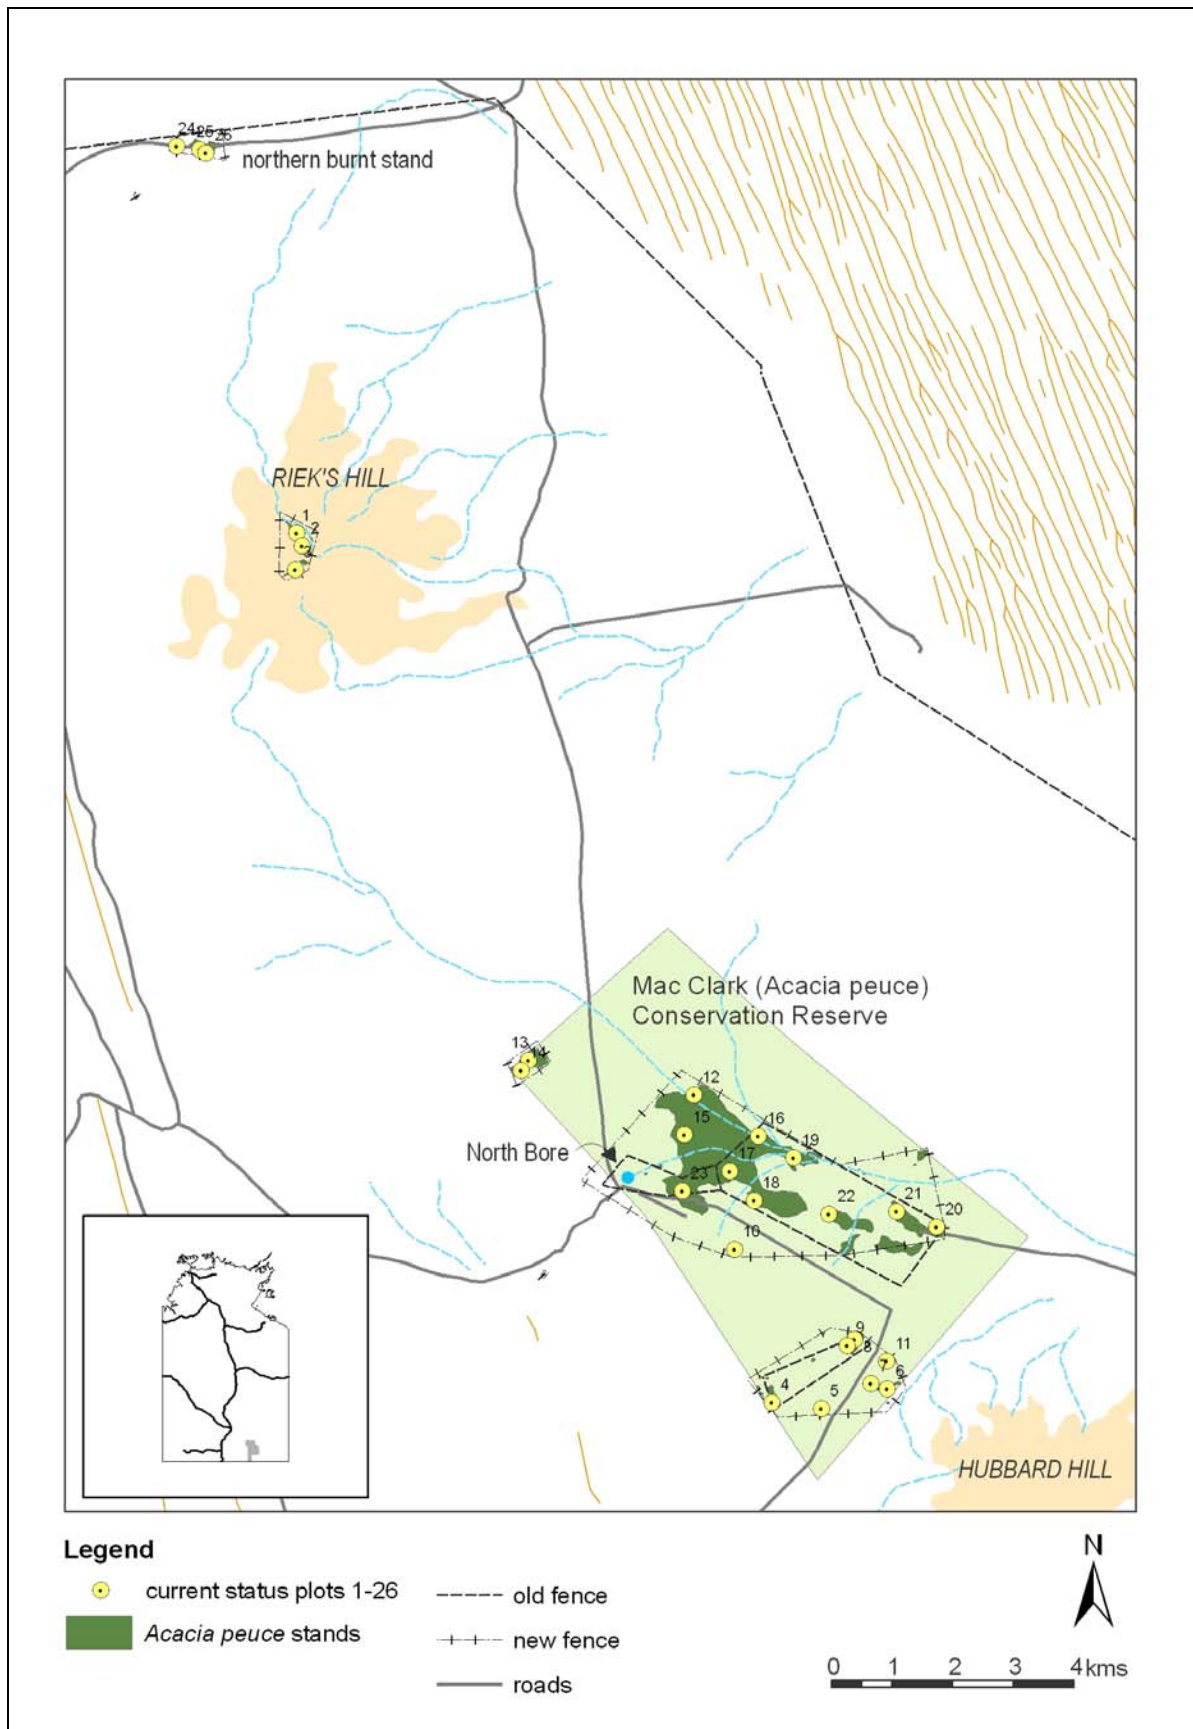 24 25 26
northern burnt stand
RIEK'S HILL
1
2
Mac Clark (Acacia peuce)
Conservation Reserve
13
14
12
15
16
North Bore
17
19
23
18
22
21
20
10
9
8
11
4
5
6
HUBBARD HILL
Legend
N
current status plots 1-26
old fence
Acacia peuce stands
new fence
roads
0 1 2 3 4 kms